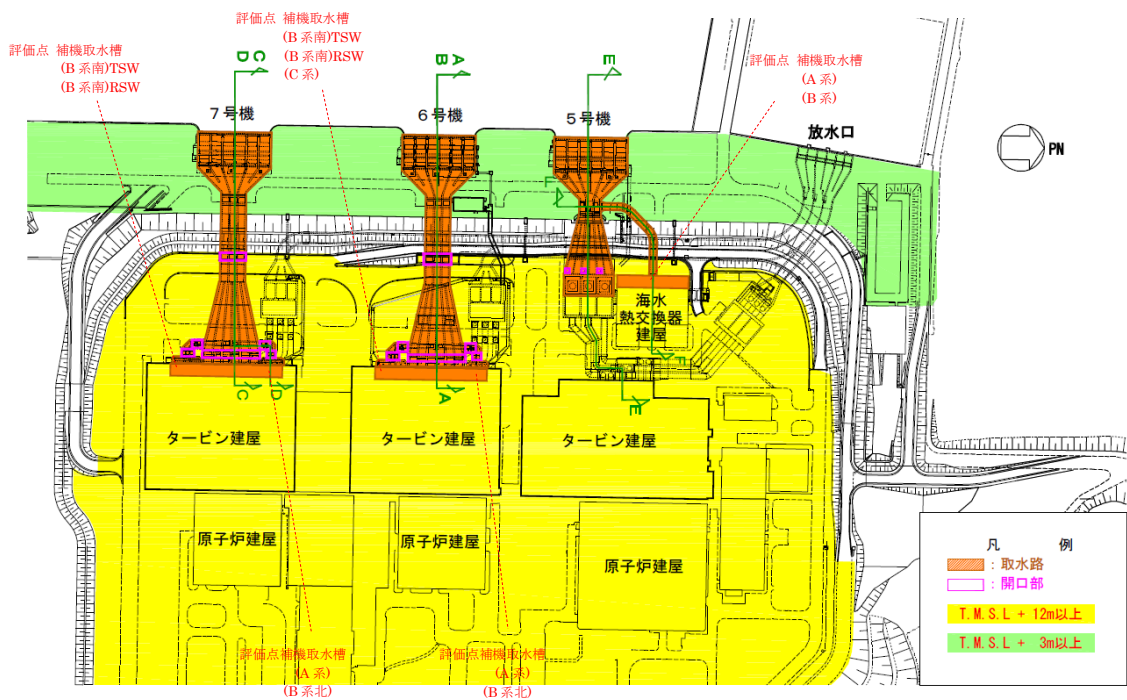 評価点 補機取水槽
(B系南)TSW
(B系南)RSW
評価点 補機取水槽
(B系南)TSW
(B系南)RSW
(C系)
評価点 補機取水槽
(A系)
(B系)
C
D
A
B
E
7号機
6号機
5号機
放水口
PN
F
海水
熱交換器
建屋
F
C
D
A
E
タービン建屋
タービン建屋
タービン建屋
原子炉建屋
原子炉建屋
原子炉建屋
評価点補機取水槽
(A系)
(B系北)
評価点補機取水槽
(A系)
(B系北)
凡 例
：取水路
：開口部
T.M.S.L + 12m以上
T.M.S.L + 3m以上